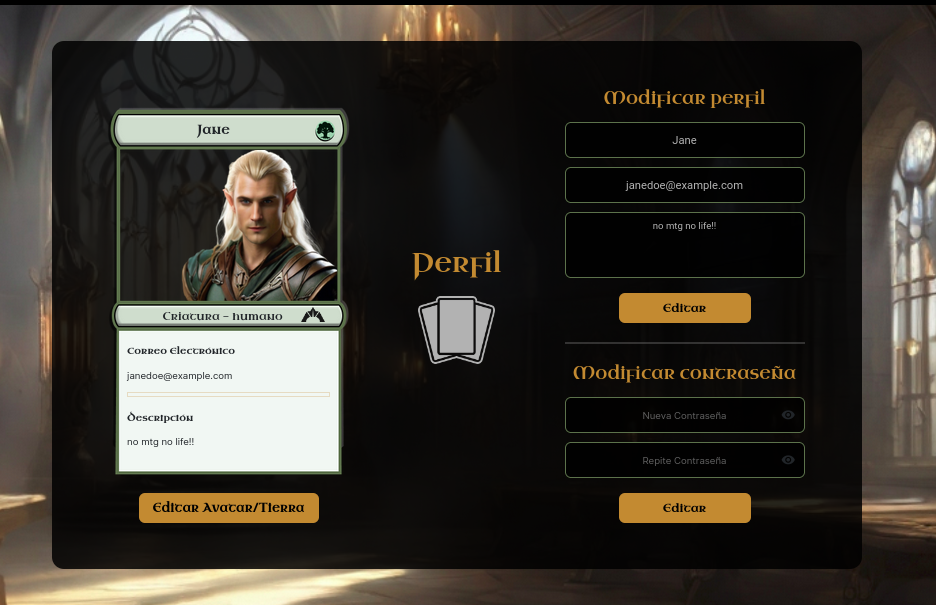 Jane
Criatura – humano
Correo Electrónico
janedoe@example.com
Descripción
no mtg no life!!
Editar Avatar/Tierra
Perfil
Modificar perfil
Jane
janedoe@example.com
no mtg no life!!
Editar
Modificar contraseña
Nueva Contraseña
Repite Contraseña
Editar